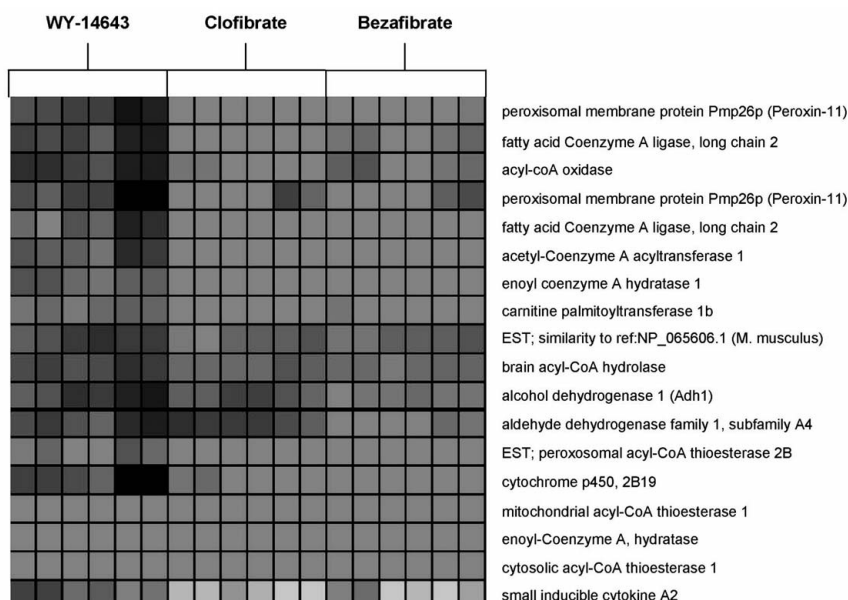 WY-14643 Clofibrate Bezafibrate
peroxisomal membrane protein Pmp26p (Peroxin-11)
fatty acid Coenzyme A ligase, long chain 2
acyl-coA oxidase
peroxisomal membrane protein Pmp26p (Peroxin-11)
fatty acid Coenzyme A ligase, long chain 2
acetyl-Coenzyme A acyltransferase 1
enoyl coenzyme A hydratase 1
carnitine palmitoyltransferase 1b
EST; similarity to ref:NP_065606.1 (M. musculus)
brain acyl-CoA hydrolase
alcohol dehydrogenase 1 (Adh1)
aldehyde dehydrogenase family 1, subfamily A4
EST; peroxosomal acyl-CoA thioesterase 2B
cytochrome p450, 2B19
mitochondrial acyl-CoA thioesterase 1
enoyl-Coenzyme A, hydratase
cytosolic acyl-CoA thioesterase 1
small inducible cytokine A2